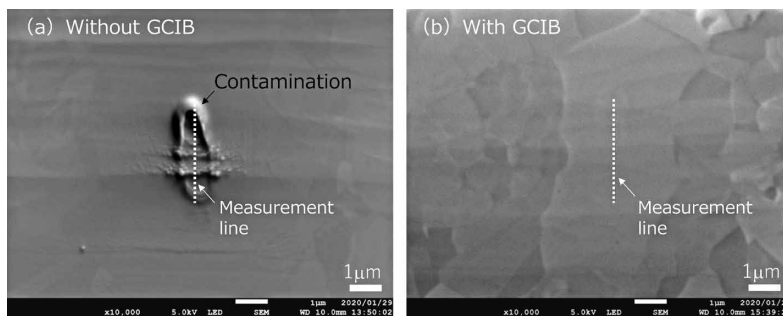 (a) Without GCIB
Contamination
Measurement
line
1μm
1μm 2020/01/29
x10,000 5.0kV LED SEM WD 10.0mm 13:50:02
(b) With GCIB
Measurement
line
1μm
x10,000 5.0kV LED SEM WD 10.0mm 15:39: